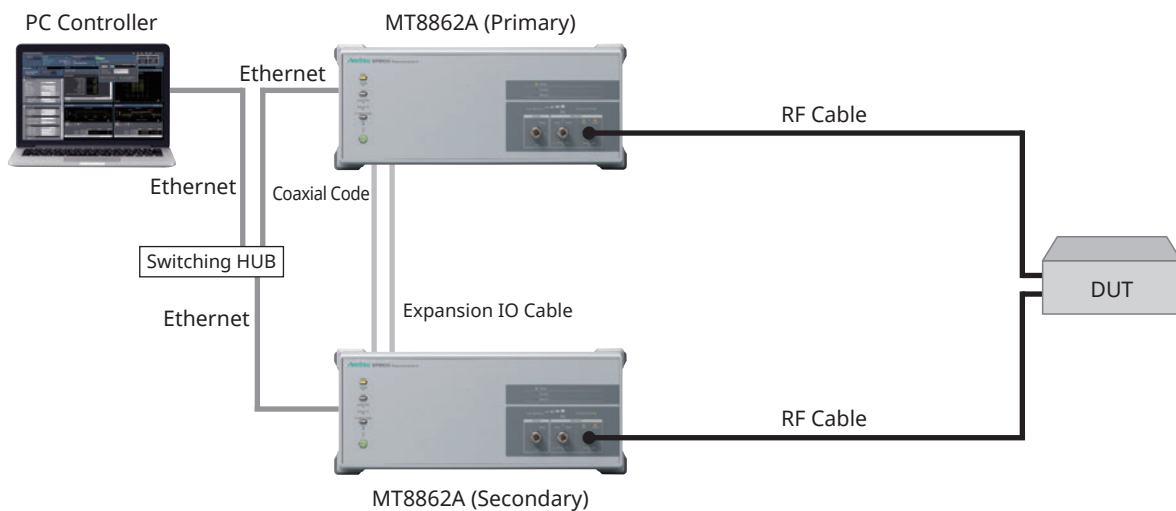 PC Controller
MT8862A (Primary)
Ethernet
RF Cable
Ethernet
Coaxial Code
Switching HUB
DUT
Ethernet
Expansion IO Cable
RF Cable
MT8862A (Secondary)